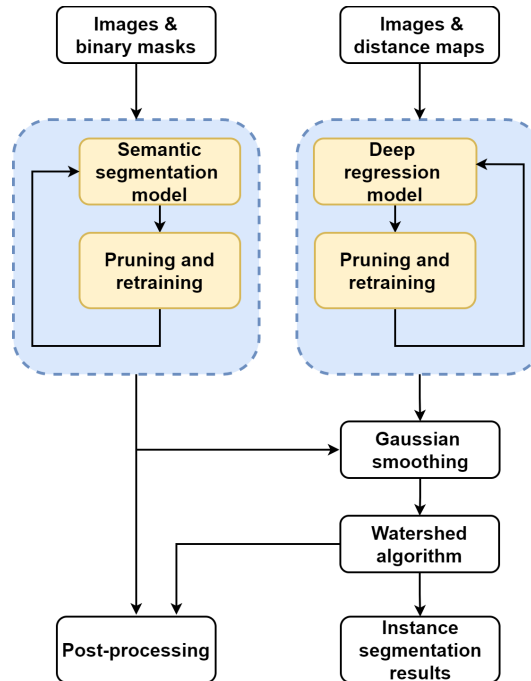 Images &
binary masks
Images &
distance maps
Semantic
segmentation
model
Deep
regression
model
Pruning and
retraining
Pruning and
retraining
Gaussian
smoothing
Watershed
algorithm
Post-processing
Instance
segmentation
results